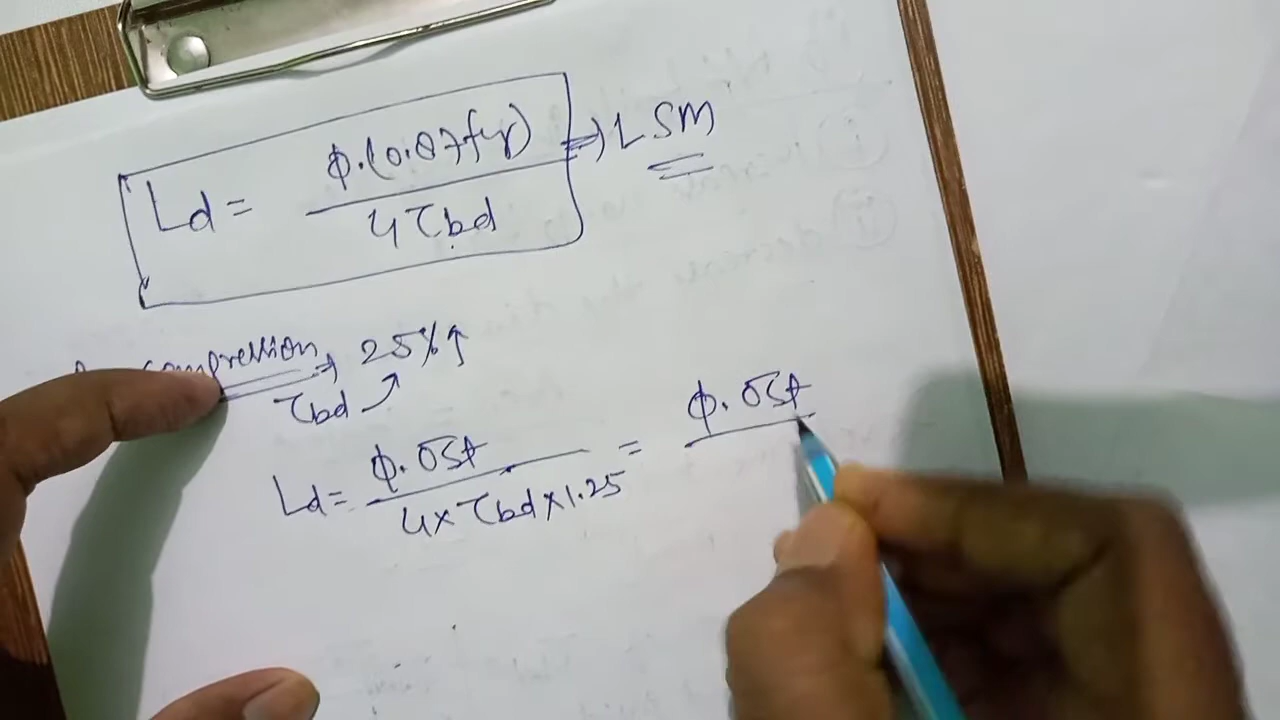 Ld = ϕ.(0.87fy) / 4τbd ⇒ LSM
compression ⇒ 25%↑
τbd
Ld = ϕ.σst / 4×τbd×1.25 = ϕ.σst